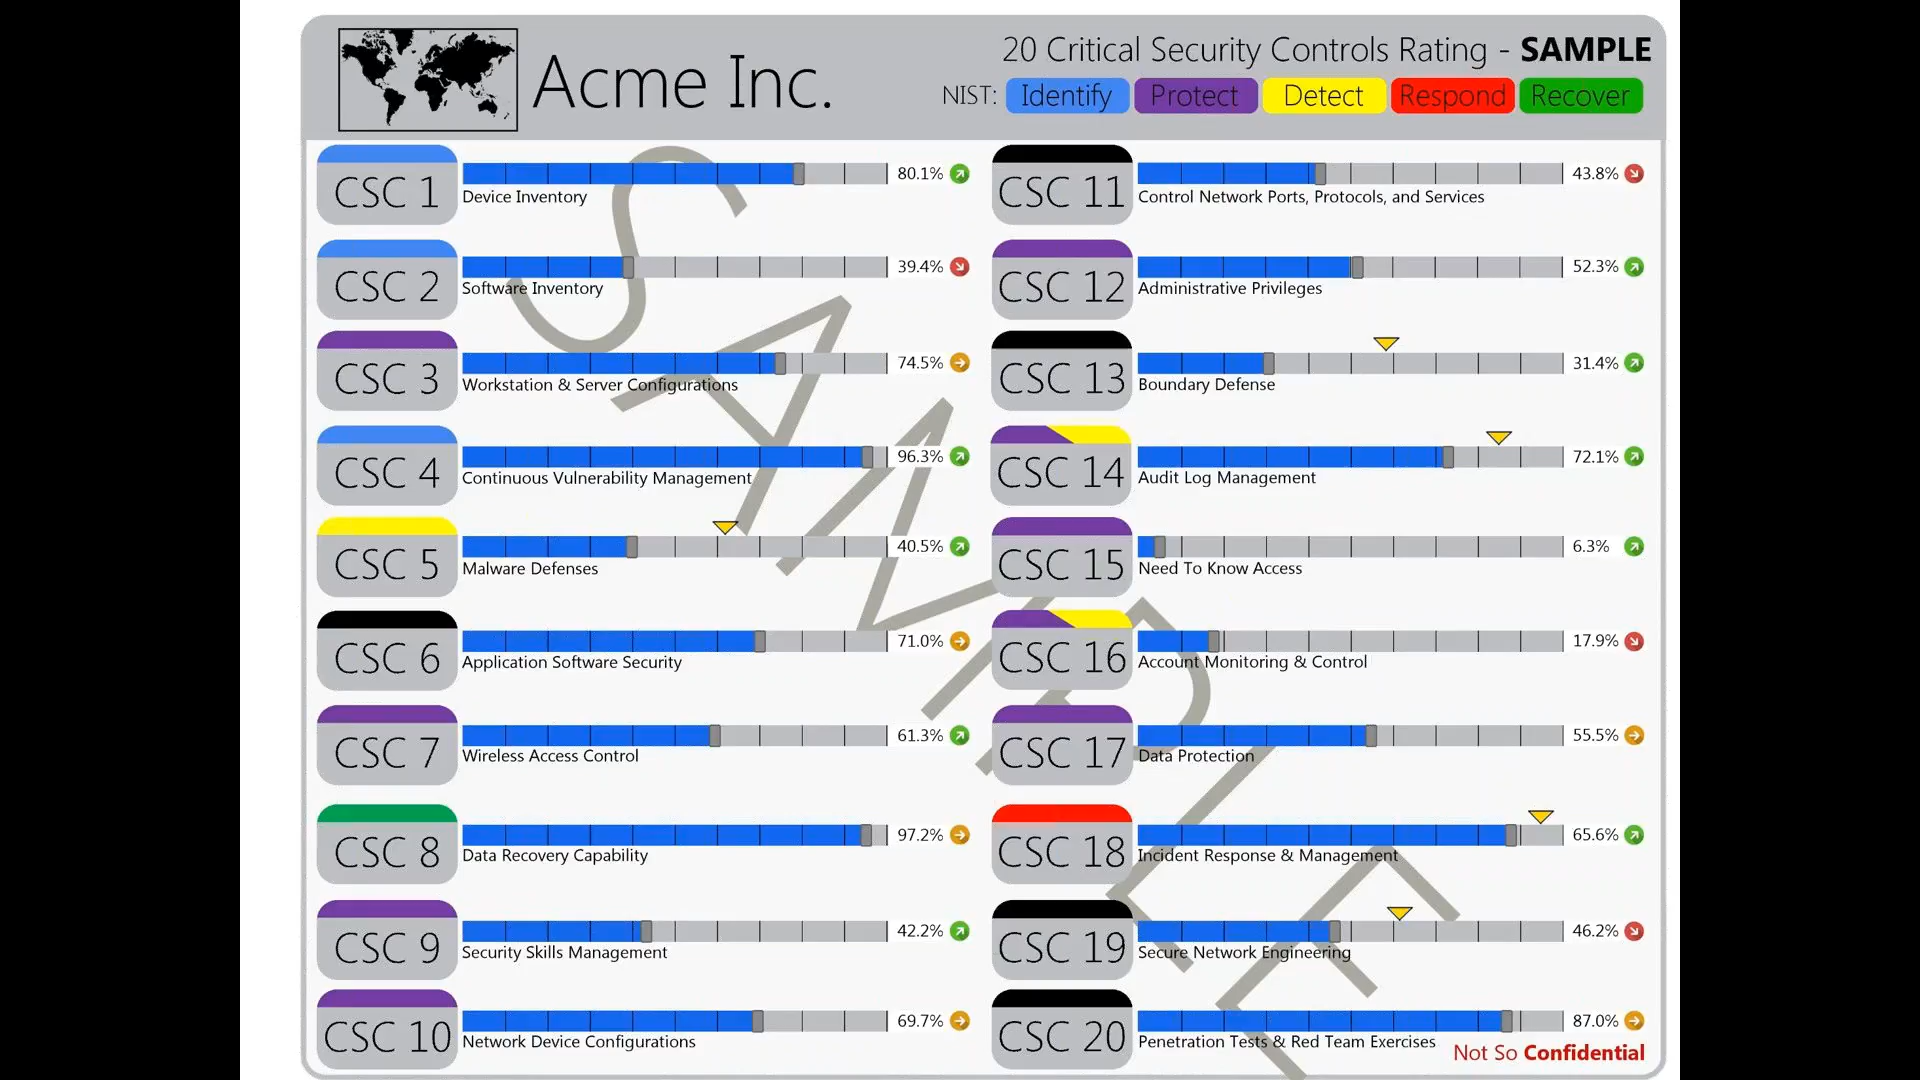 Acme Inc.
20 Critical Security Controls Rating - SAMPLE
NIST: Identify Protect Detect Respond Recover
CSC 1 80.1%
Device Inventory
CSC 2 39.4%
Software Inventory
CSC 3 74.5%
Workstation & Server Configurations
CSC 4 96.3%
Continuous Vulnerability Management
CSC 5 40.5%
Malware Defenses
CSC 6 71.0%
Application Software Security
CSC 7 61.3%
Wireless Access Control
CSC 8 97.2%
Data Recovery Capability
CSC 9 42.2%
Security Skills Management
CSC 10 69.7%
Network Device Configurations
CSC 11 43.8%
Control Network Ports, Protocols, and Services
CSC 12 52.3%
Administrative Privileges
CSC 13 31.4%
Boundary Defense
CSC 14 72.1%
Audit Log Management
CSC 15 6.3%
Need To Know Access
CSC 16 17.9%
Account Monitoring & Control
CSC 17 55.5%
Data Protection
CSC 18 65.6%
Incident Response & Management
CSC 19 46.2%
Secure Network Engineering
CSC 20 87.0%
Penetration Tests & Red Team Exercises
Not So Confidential
SAMPLE